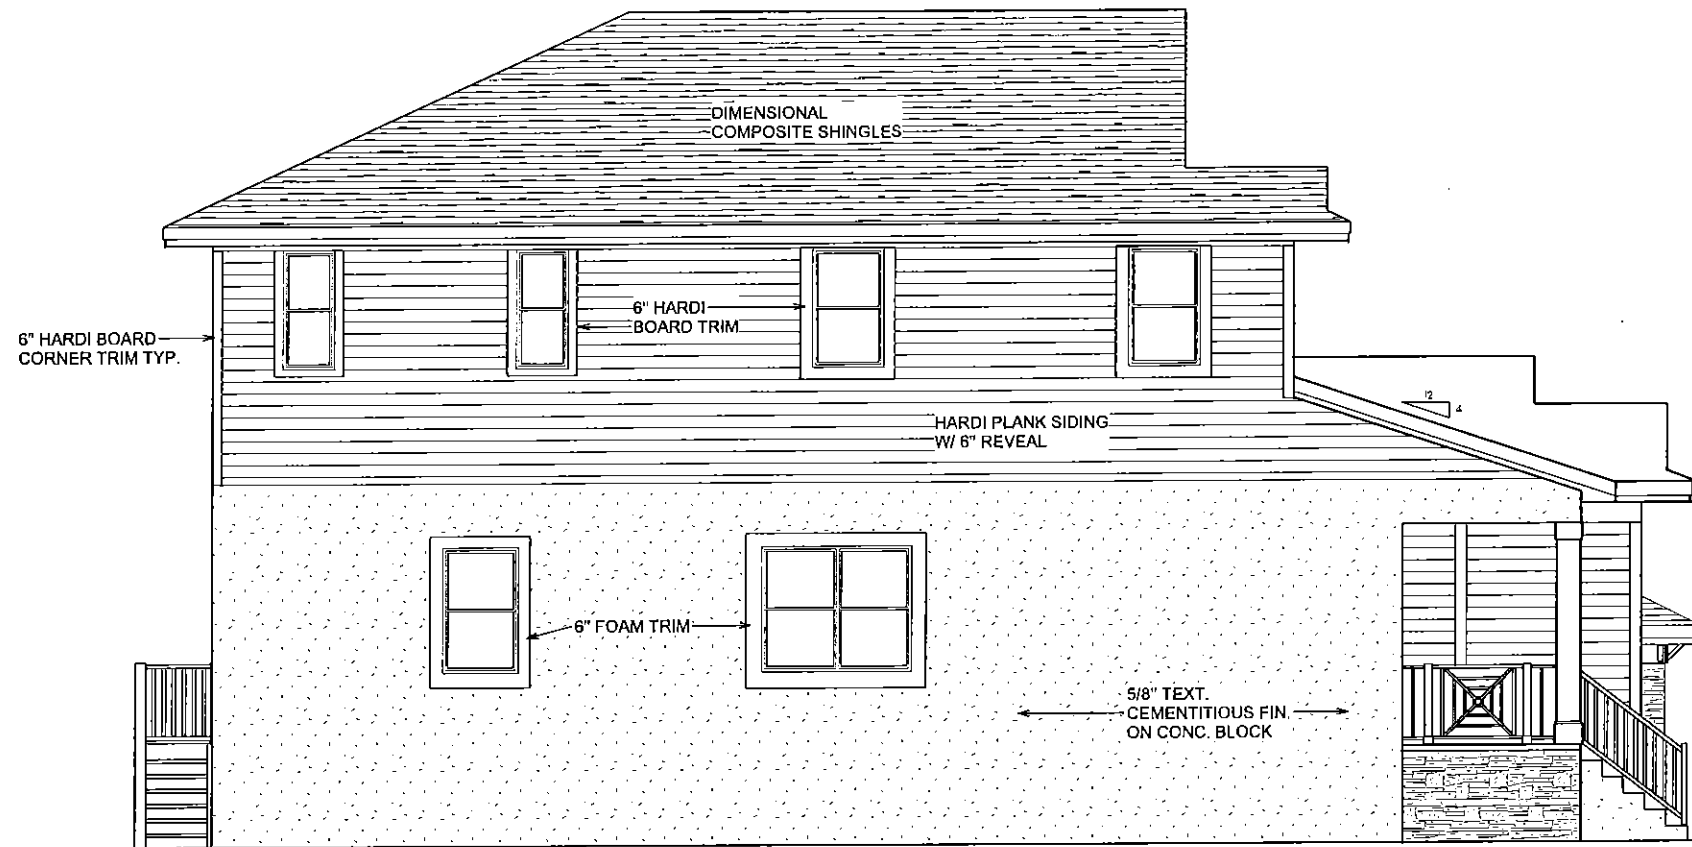 DIMENSIONAL
COMPOSITE SHINGLES
6" HARDI
BOARD TRIM
6" HARDI BOARD
CORNER TRIM TYP.
12
4
HARDI PLANK SIDING
W/ 6" REVEAL
6" FOAM TRIM
5/8" TEXT.
CEMENTITIOUS FIN.
ON CONC. BLOCK